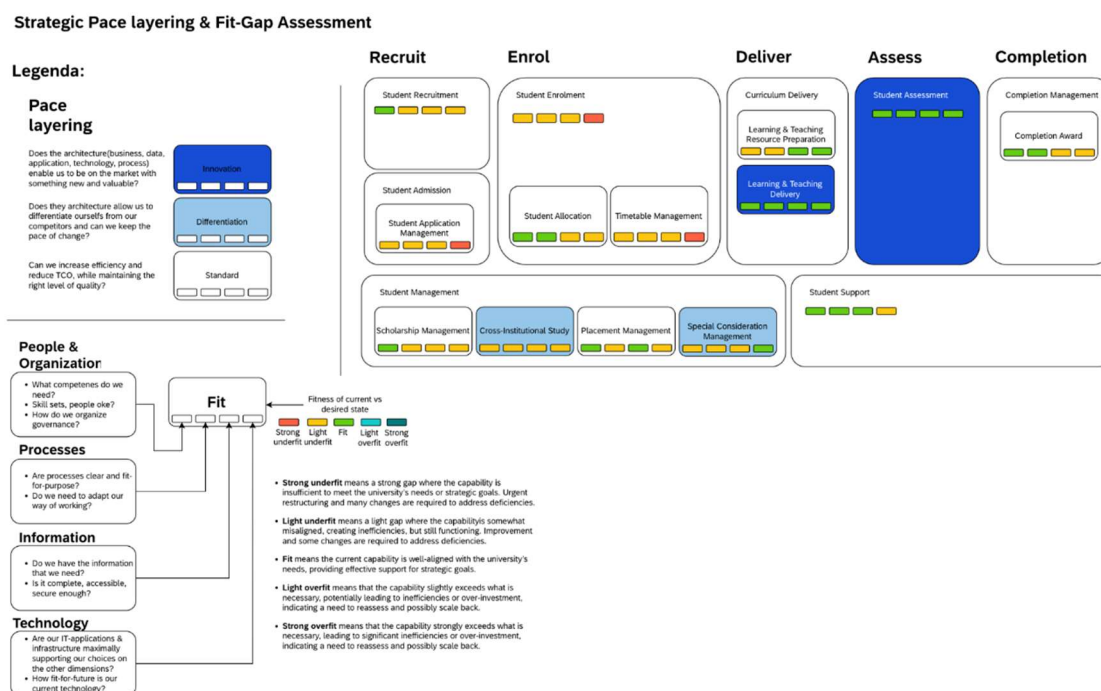 Strategic Pace layering & Fit-Gap Assessment
Legenda:
Pace
layering
Does the architecture(business, data,
application, technology, process)
enable us to be on the market with
something new and valuable?
Innovation
Does they architecture allow us to
differentiate ourselfs from our
competitors and can we keep the
pace of change?
Differentiation
Can we increase efficiency and
reduce TCO, while maintaining the
right level of quality?
Standard
Recruit
Enrol
Deliver
Assess
Completion
Student Recruitment
Student Admission
Student Application
Management
Student Enrolment
Student Allocation
Timetable Management
Curriculum Delivery
Learning & Teaching
Resource Preparation
Learning & Teaching
Delivery
Student Assessment
Completion Management
Completion Award
Student Management
Scholarship Management
Cross-Institutional Study
Placement Management
Special Consideration
Management
Student Support
People &
Organization
• What competenes do we
need?
• Skill sets, people oke?
• How do we organize
governance?
Processes
• Are processes clear and fit-
for-purpose?
• Do we need to adapt our
way of working?
Information
• Do we have the information
that we need?
• Is it complete, accessible,
secure enough?
Technology
• Are our IT-applications &
infrastructure maximally
supporting our choices on
the other dimensions?
• How fit-for-future is our
current technology?
Fit
Fitness of current vs
desired state
Strong
underfit
Light
underfit
Fit
Light
overfit
Strong
overfit
• Strong underfit means a strong gap where the capability is
insufficient to meet the university's needs or strategic goals. Urgent
restructuring and many changes are required to address deficiencies.
• Light underfit means a light gap where the capabilityis somewhat
misaligned, creating inefficiencies, but still functioning. Improvement
and some changes are required to address deficiencies.
• Fit means the current capability is well-aligned with the university's
needs, providing effective support for strategic goals.
• Light overfit means that the capability slightly exceeds what is
necessary, potentially leading to inefficiencies or over-investment,
indicating a need to reassess and possibly scale back.
• Strong overfit means that the capability strongly exceeds what is
necessary, leading to significant inefficiencies or over-investment,
indicating a need to reassess and possibly scale back.